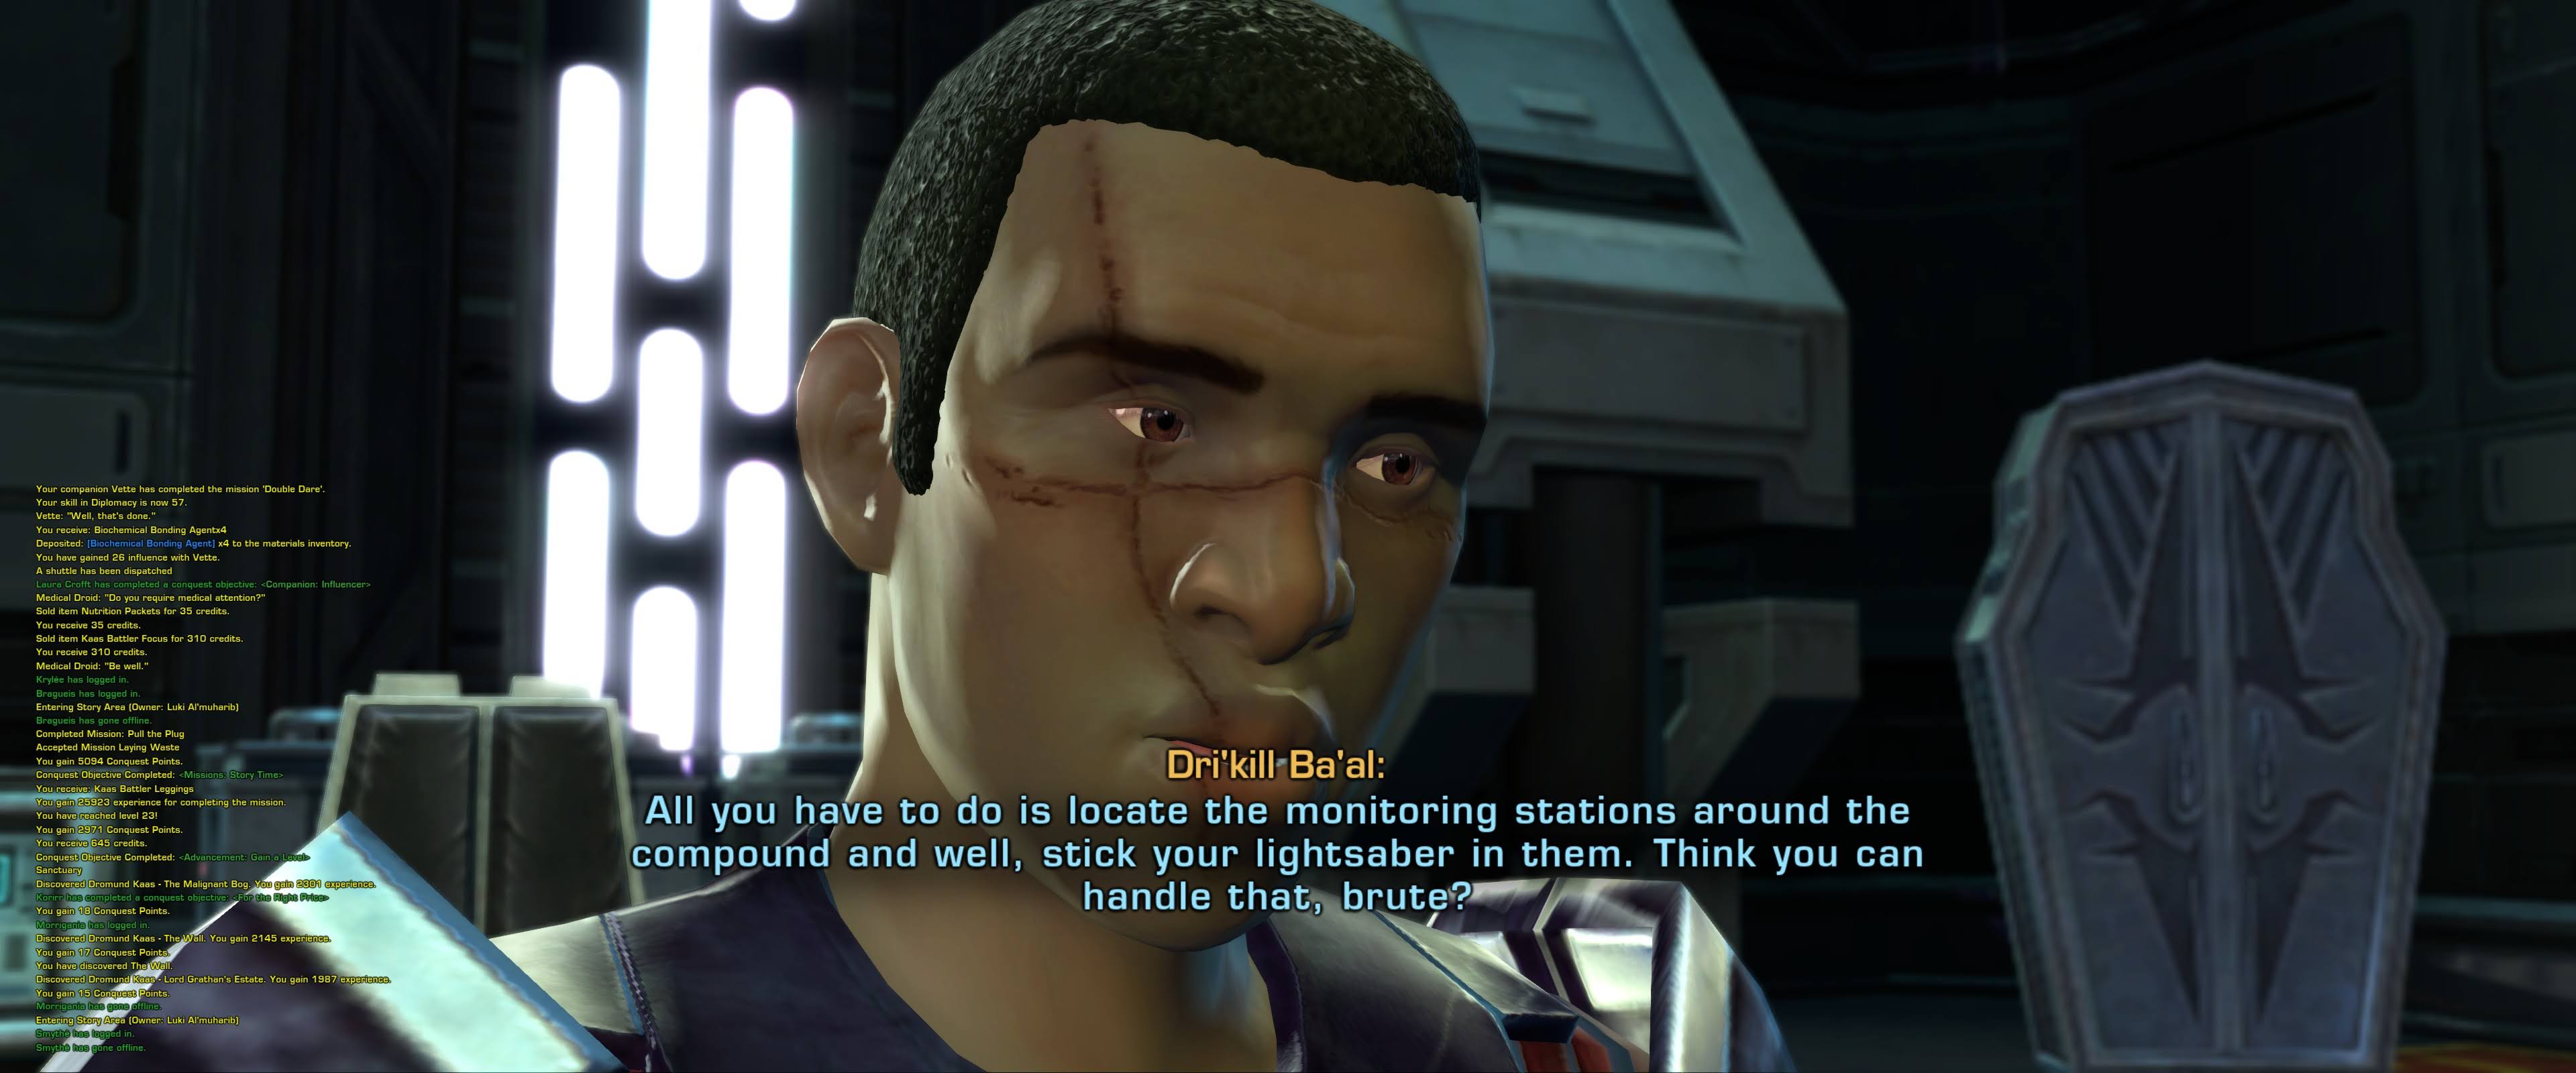 Your companion Vette has completed the mission 'Double Dare'.
Your skill in Diplomacy is now 57.
Vette: "Well, that's done."
You receive: Biochemical Bonding Agentx4
Deposited: [Biochemical Bonding Agent] x4 to the materials inventory.
You have gained 26 influence with Vette.
A shuttle has been dispatched
Laura Crofft has completed a conquest objective: <Companion: Influencer>
Medical Droid: "Do you require medical attention?"
Sold item Nutrition Packets for 35 credits.
You receive 35 credits.
Sold item Kaas Battler Focus for 310 credits.
You receive 310 credits.
Medical Droid: "Be well."
Krylée has logged in.
Bragueis has logged in.
Entering Story Area (Owner: Luki Al'muharib)
Bragueis has gone offline.
Completed Mission: Pull the Plug
Accepted Mission Laying Waste
You gain 5094 Conquest Points.
Conquest Objective Completed: <Missions: Story Time>
You receive: Kaas Battler Leggings
You gain 25923 experience for completing the mission.
You have reached level 23!
You gain 2971 Conquest Points.
You receive 645 credits.
Conquest Objective Completed: <Advancement: Gain a Level>
Sanctuary
Discovered Dromund Kaas - The Malignant Bog. You gain 2301 experience.
Korirr has completed a conquest objective: <For the Right Price>
You gain 18 Conquest Points.
Morrigania has logged in.
Discovered Dromund Kaas - The Wall. You gain 2145 experience.
You gain 17 Conquest Points.
You have discovered The Wall.
Discovered Dromund Kaas - Lord Grathan's Estate. You gain 1987 experience.
You gain 15 Conquest Points.
Morrigania has gone offline.
Entering Story Area (Owner: Luki Al'muharib)
Smythè has logged in.
Smythè has gone offline.
Dri'kill Ba'al:
All you have to do is locate the monitoring stations around the
compound and well, stick your lightsaber in them. Think you can
handle that, brute?